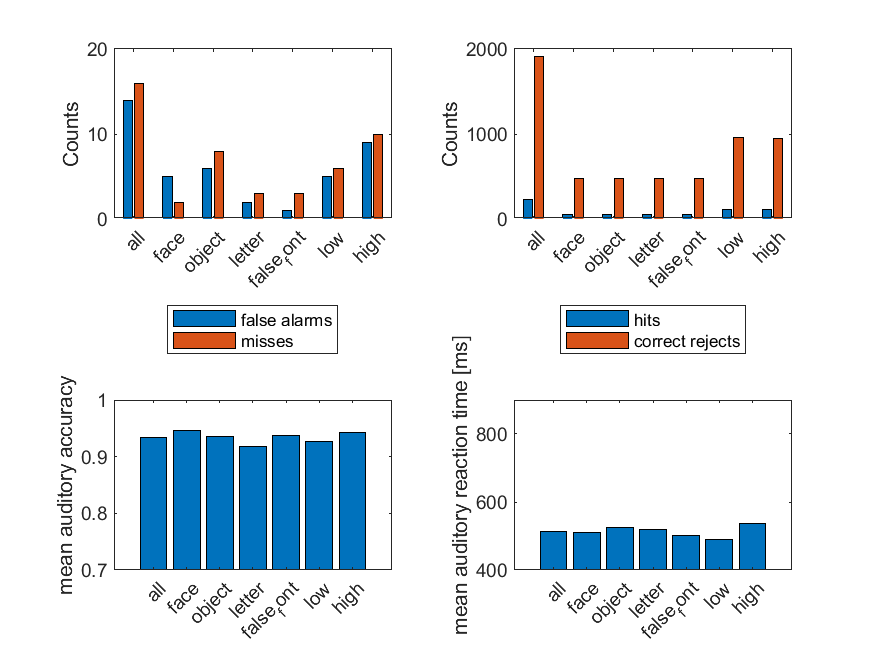 Counts
20
10
0
all
face
object
letter
false_font
low
high
false alarms
misses
Counts
2000
1000
0
all
face
object
letter
false_font
low
high
hits
correct rejects
mean auditory accuracy
1
0.9
0.8
0.7
all
face
object
letter
false_font
low
high
mean auditory reaction time [ms]
800
600
400
all
face
object
letter
false_font
low
high